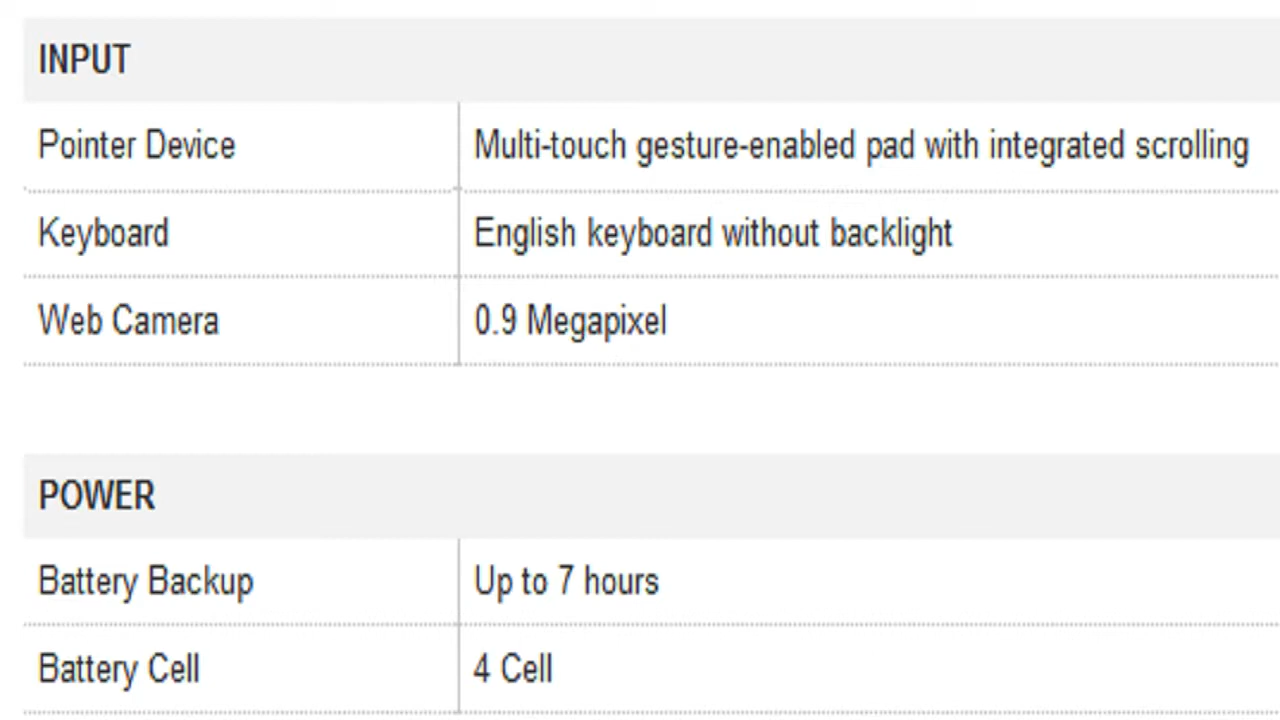 INPUT
Pointer Device Multi-touch gesture-enabled pad with integrated scrolling
Keyboard English keyboard without backlight
Web Camera 0.9 Megapixel
POWER
Battery Backup Up to 7 hours
Battery Cell 4 Cell